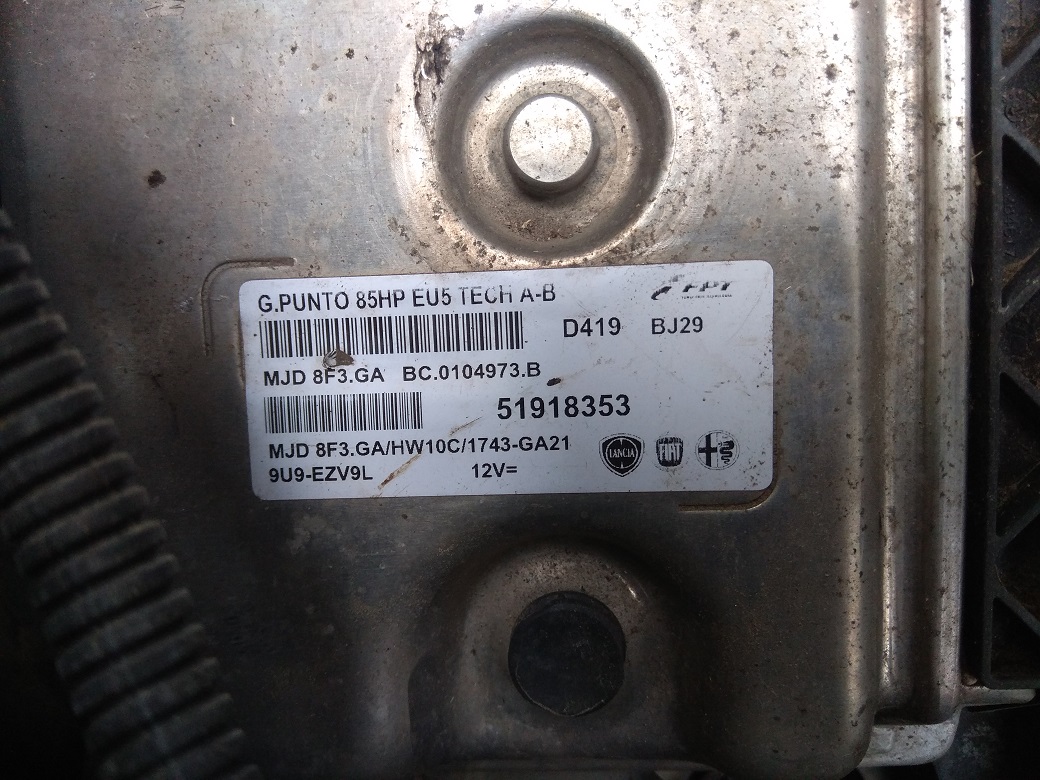 G.PUNTO 85HP EU5 TECH A-B
FPT
D419 BJ29
MJD 8F3.GA BC.0104973.B
51918353
MJD 8F3.GA/HW10C/1743-GA21
LANCIA FIAT
9U9-EZV9L 12V=